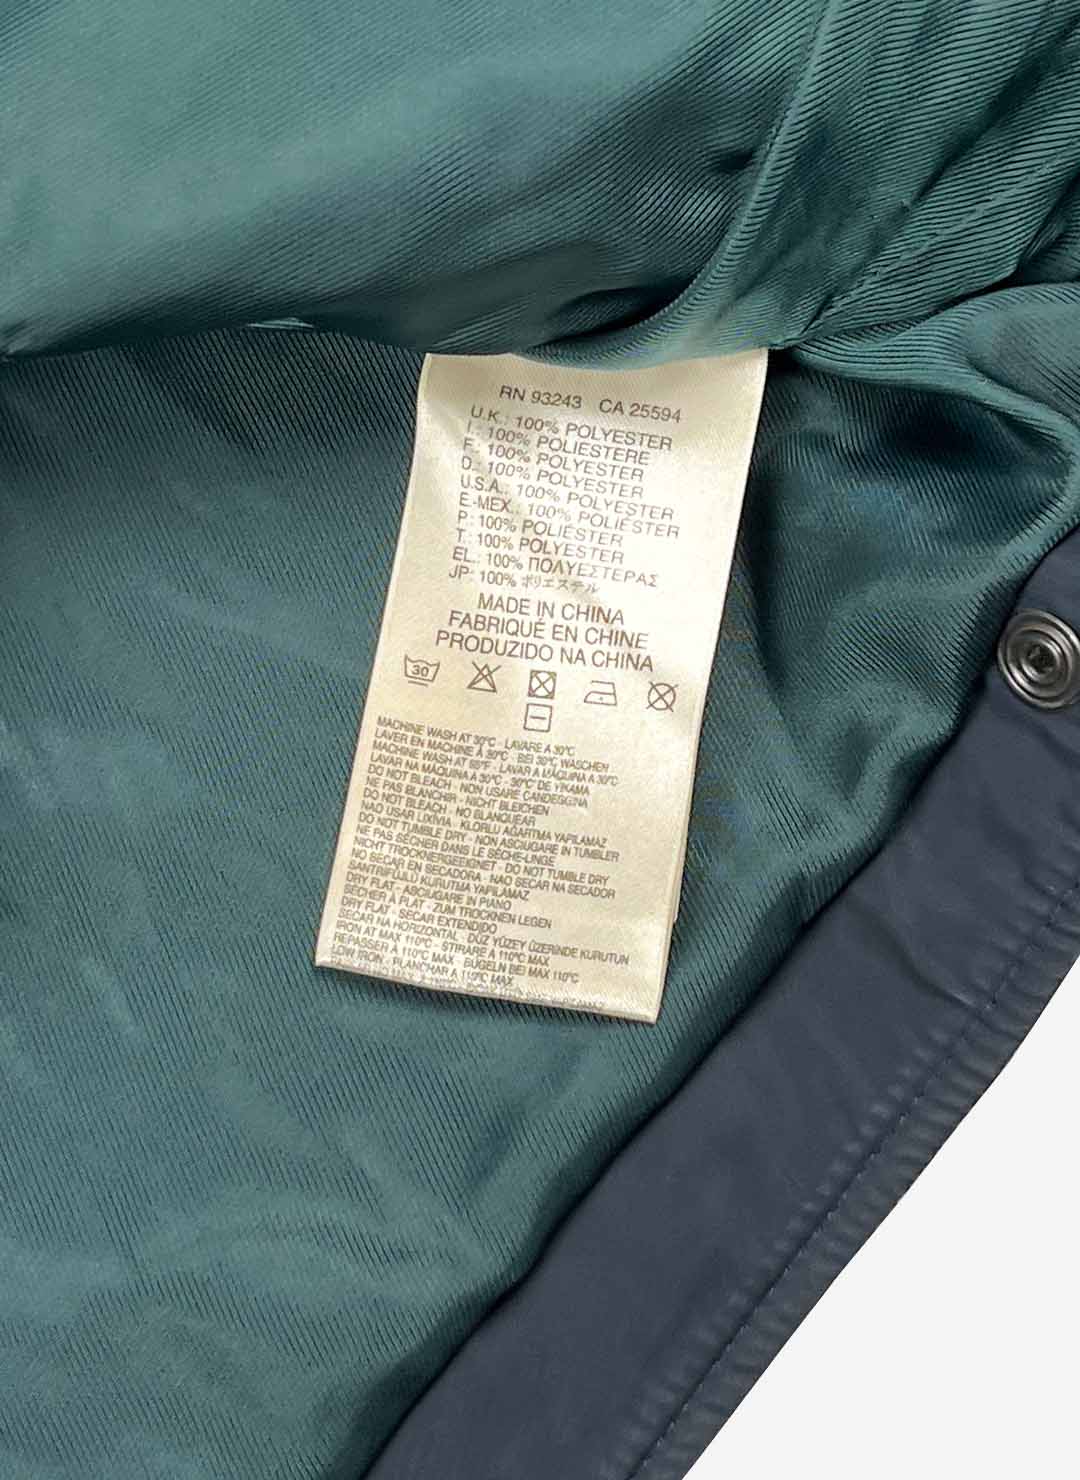 RN 93243 CA 25594
U.K.: 100% POLYESTER
I.: 100% POLIESTERE
F.: 100% POLYESTER
D.: 100% POLYESTER
U.S.A.: 100% POLYESTER
E.-MEX.: 100% POLIÉSTER
P.: 100% POLIÉSTER
T.: 100% POLYESTER
EL.: 100% ΠΟΛΥΕΣΤΕΡΑΣ
JP: 100% ポリエステル
MADE IN CHINA
FABRIQUÉ EN CHINE
PRODUZIDO NA CHINA
30
MACHINE WASH AT 30°C - LAVARE A 30°C
LAVER EN MACHINE À 30°C - BEI 30°C WASCHEN
MACHINE WASH AT 85°F - LAVAR A MÁQUINA A 30°C
LAVAR NA MÁQUINA A 30°C - 30°C' DE YIKAMA
DO NOT BLEACH - NON USARE CANDEGGINA
NE PAS BLANCHIR - NICHT BLEICHEN
DO NOT BLEACH - NO BLANQUEAR
NAO USAR LIXÍVIA - KLORLU AĞARTMA YAPILAMAZ
DO NOT TUMBLE DRY - NON ASCIUGARE IN TUMBLER
NE PAS SÉCHER DANS LE SÈCHE-LINGE
NICHT TROCKNERGEEIGNET - DO NOT TUMBLE DRY
NO SECAR EN SECADORA - NAO SECAR NA SECADOR
SANTRIFÜJLÜ KURUTMA YAPILAMAZ
DRY FLAT - ASCIUGARE IN PIANO
SÉCHER À PLAT - ZUM TROCKNEN LEGEN
DRY FLAT - SECAR EXTENDIDO
SECAR NA HORIZONTAL - DÜZ YÜZEY ÜZERINDE KURUTUN
IRON AT MAX 110°C - STIRARE A 110°C MAX
REPASSER À 110°C MAX - BÜGELN BEI MAX 110°C
LOW IRON - PLANCHAR A 110°C MAX